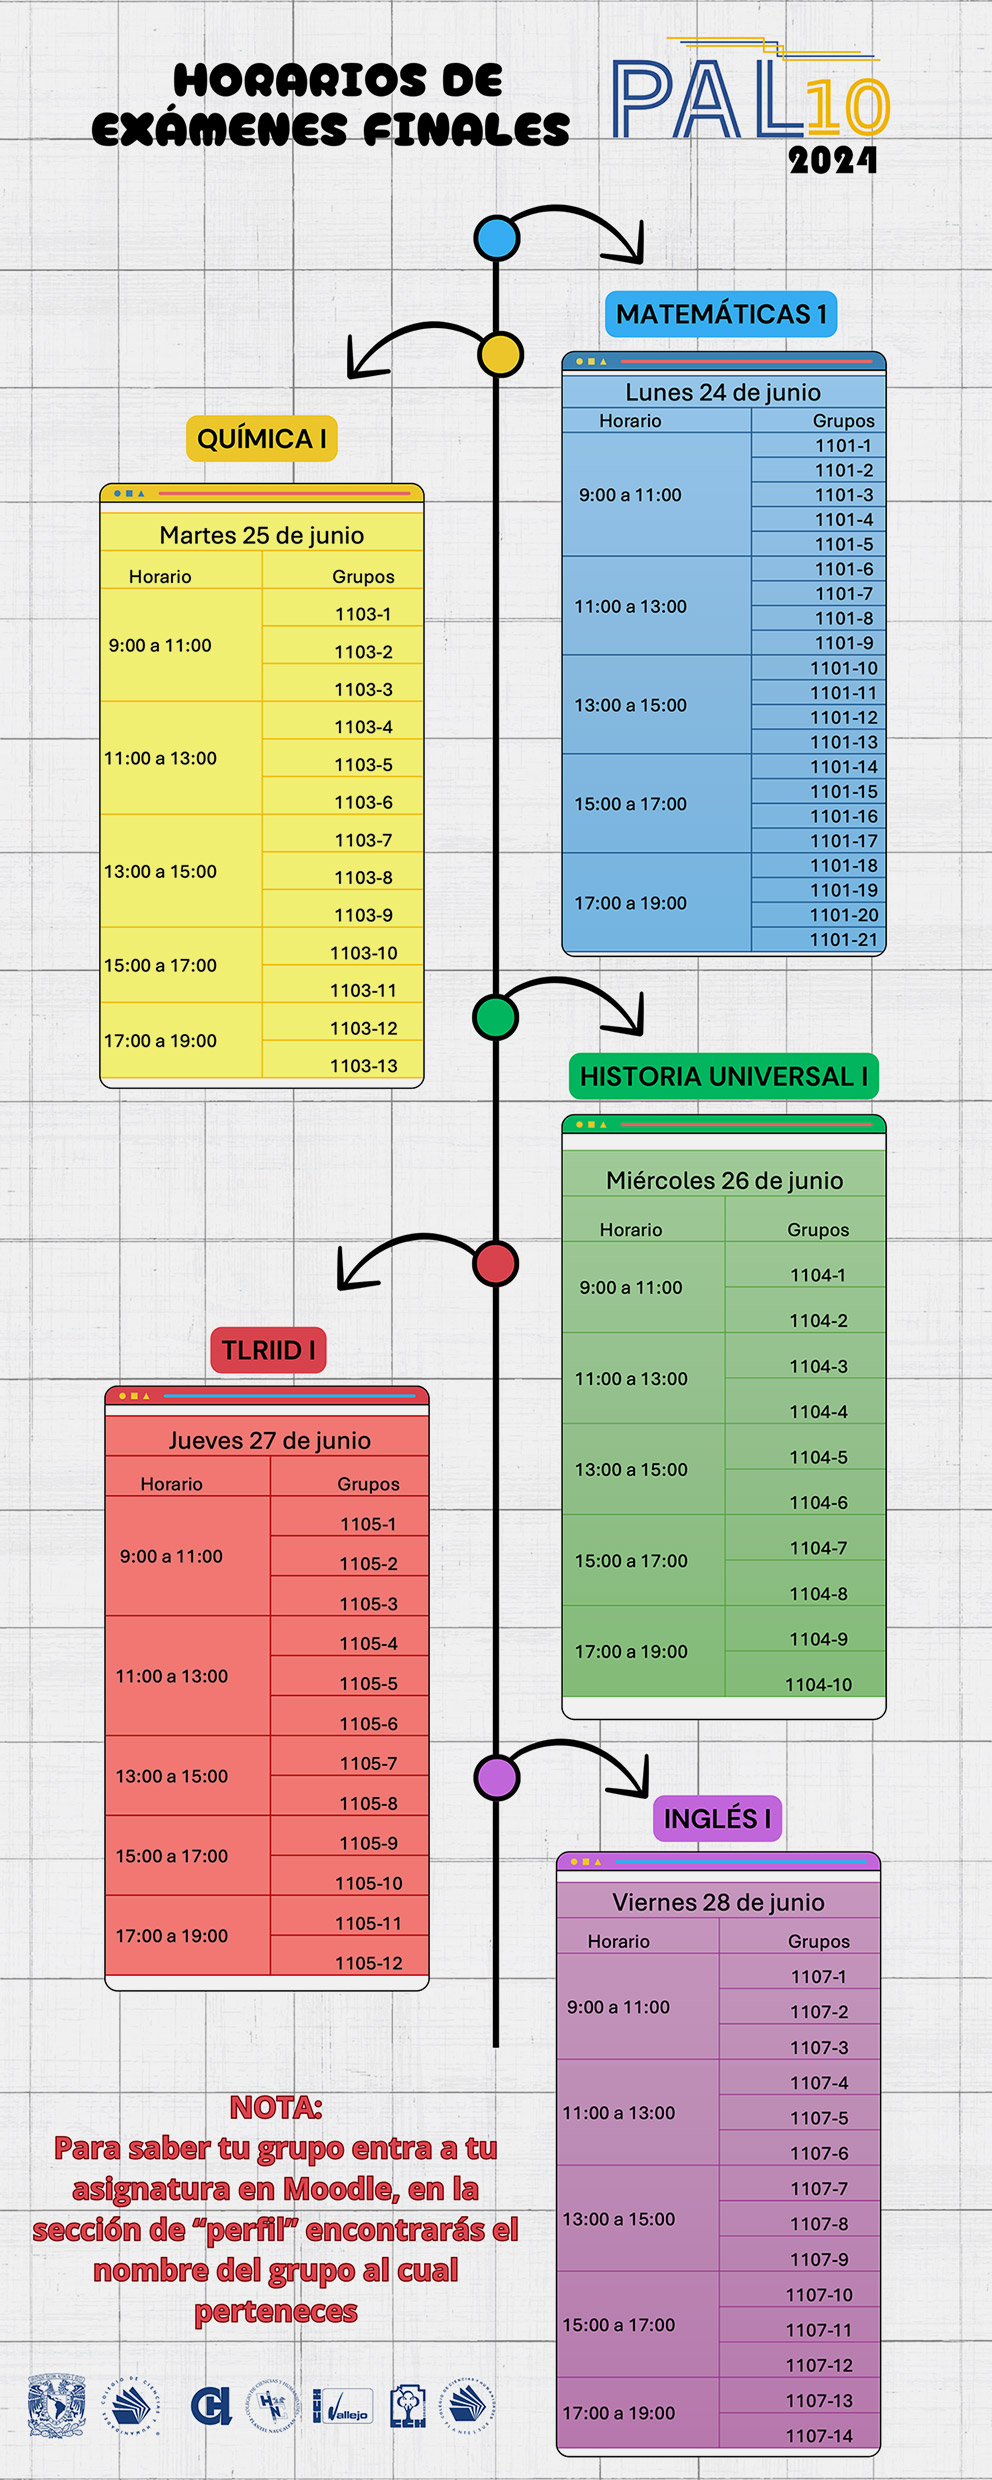 HORARIOS DE
EXÁMENES FINALES
PAL10
2024
MATEMÁTICAS 1
Lunes 24 de junio
Horario Grupos
9:00 a 11:00
1101-1
1101-2
1101-3
1101-4
1101-5
11:00 a 13:00
1101-6
1101-7
1101-8
1101-9
13:00 a 15:00
1101-10
1101-11
1101-12
1101-13
15:00 a 17:00
1101-14
1101-15
1101-16
1101-17
17:00 a 19:00
1101-18
1101-19
1101-20
1101-21
QUÍMICA I
Martes 25 de junio
Horario Grupos
9:00 a 11:00
1103-1
1103-2
1103-3
11:00 a 13:00
1103-4
1103-5
1103-6
13:00 a 15:00
1103-7
1103-8
1103-9
15:00 a 17:00
1103-10
1103-11
17:00 a 19:00
1103-12
1103-13
HISTORIA UNIVERSAL I
Miércoles 26 de junio
Horario Grupos
9:00 a 11:00
1104-1
1104-2
11:00 a 13:00
1104-3
1104-4
13:00 a 15:00
1104-5
1104-6
15:00 a 17:00
1104-7
1104-8
17:00 a 19:00
1104-9
1104-10
TLRIID I
Jueves 27 de junio
Horario Grupos
9:00 a 11:00
1105-1
1105-2
1105-3
11:00 a 13:00
1105-4
1105-5
1105-6
13:00 a 15:00
1105-7
1105-8
15:00 a 17:00
1105-9
1105-10
17:00 a 19:00
1105-11
1105-12
INGLÉS I
Viernes 28 de junio
Horario Grupos
9:00 a 11:00
1107-1
1107-2
1107-3
11:00 a 13:00
1107-4
1107-5
1107-6
13:00 a 15:00
1107-7
1107-8
1107-9
15:00 a 17:00
1107-10
1107-11
1107-12
17:00 a 19:00
1107-13
1107-14
NOTA:
Para saber tu grupo entra a tu
asignatura en Moodle, en la
sección de “perfil” encontrarás el
nombre del grupo al cual
perteneces
CCH
Vallejo
CCH